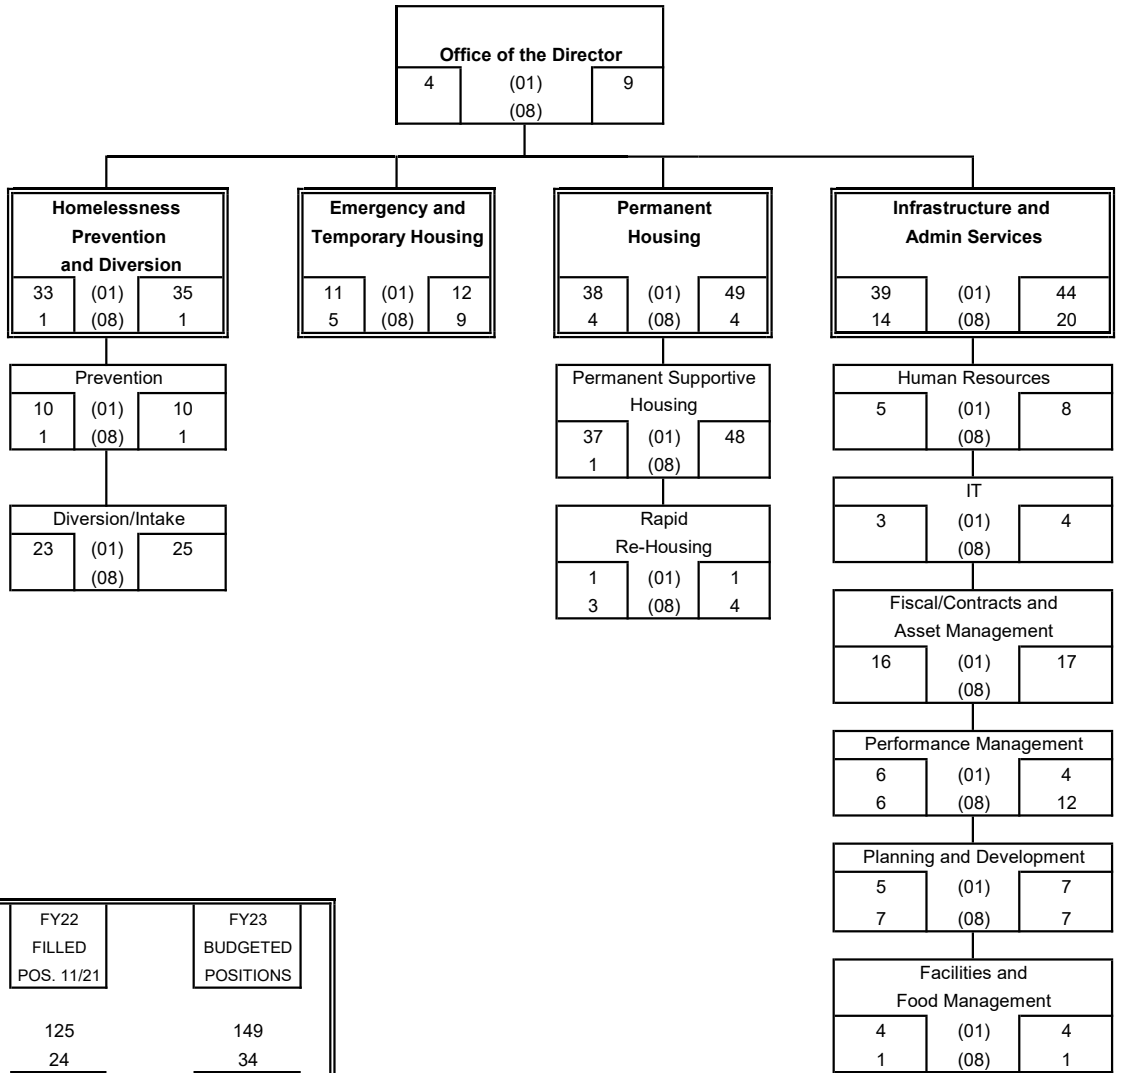 Office of the Director
4 (01) 9
(08)
Homelessness
Prevention
and Diversion
33 (01) 35
1 (08) 1
Emergency and
Temporary Housing
11 (01) 12
5 (08) 9
Permanent
Housing
38 (01) 49
4 (08) 4
Infrastructure and
Admin Services
39 (01) 44
14 (08) 20
Prevention
10 (01) 10
1 (08) 1
Diversion/Intake
23 (01) 25
(08)
Permanent Supportive
Housing
37 (01) 48
1 (08)
Rapid
Re-Housing
1 (01) 1
3 (08) 4
Human Resources
5 (01) 8
(08)
IT
3 (01) 4
(08)
Fiscal/Contracts and
Asset Management
16 (01) 17
(08)
Performance Management
6 (01) 4
6 (08) 12
Planning and Development
5 (01) 7
7 (08) 7
Facilities and
Food Management
4 (01) 4
1 (08) 1
FY22
FILLED
POS. 11/21
FY23
BUDGETED
POSITIONS
125 149
24 34